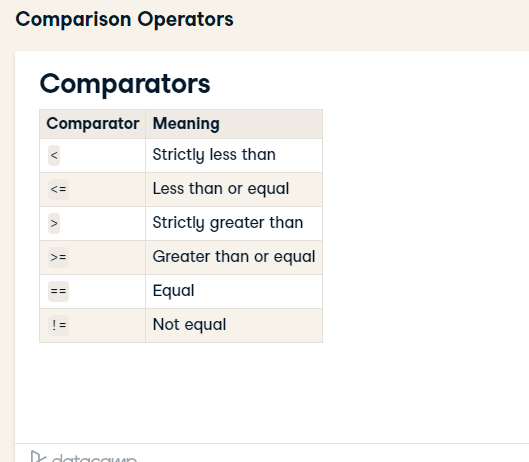 Comparison Operators
Comparators
Comparator Meaning
< Strictly less than
<= Less than or equal
> Strictly greater than
>= Greater than or equal
== Equal
!= Not equal
datacamp